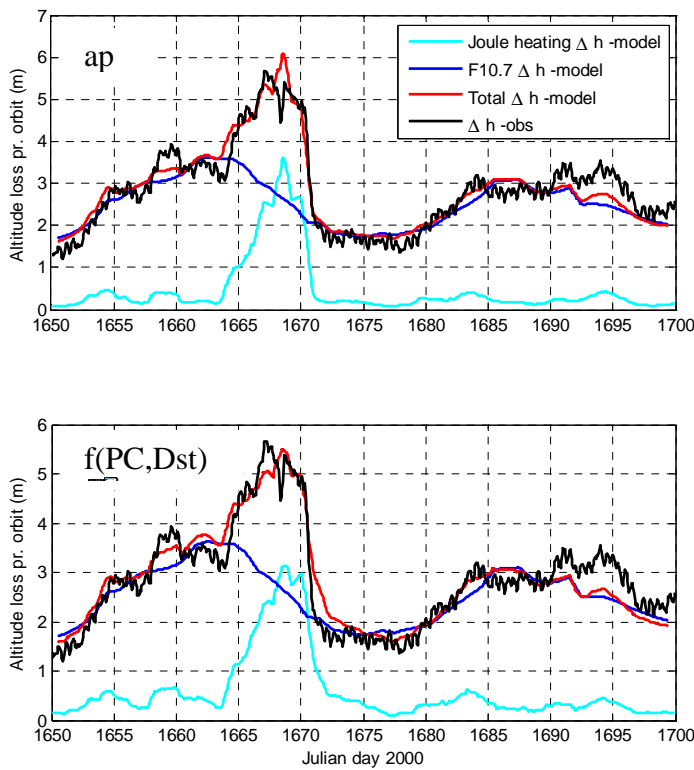 7
6
5
4
3
2
1
0
Altitude loss pr. orbit (m)
ap
Joule heating Δ h -model
F10.7 Δ h -model
Total Δ h -model
Δ h -obs
1650 1655 1660 1665 1670 1675 1680 1685 1690 1695 1700
6
5
4
3
2
1
0
Altitude loss pr. orbit (m)
f(PC,Dst)
1650 1655 1660 1665 1670 1675 1680 1685 1690 1695 1700
Julian day 2000